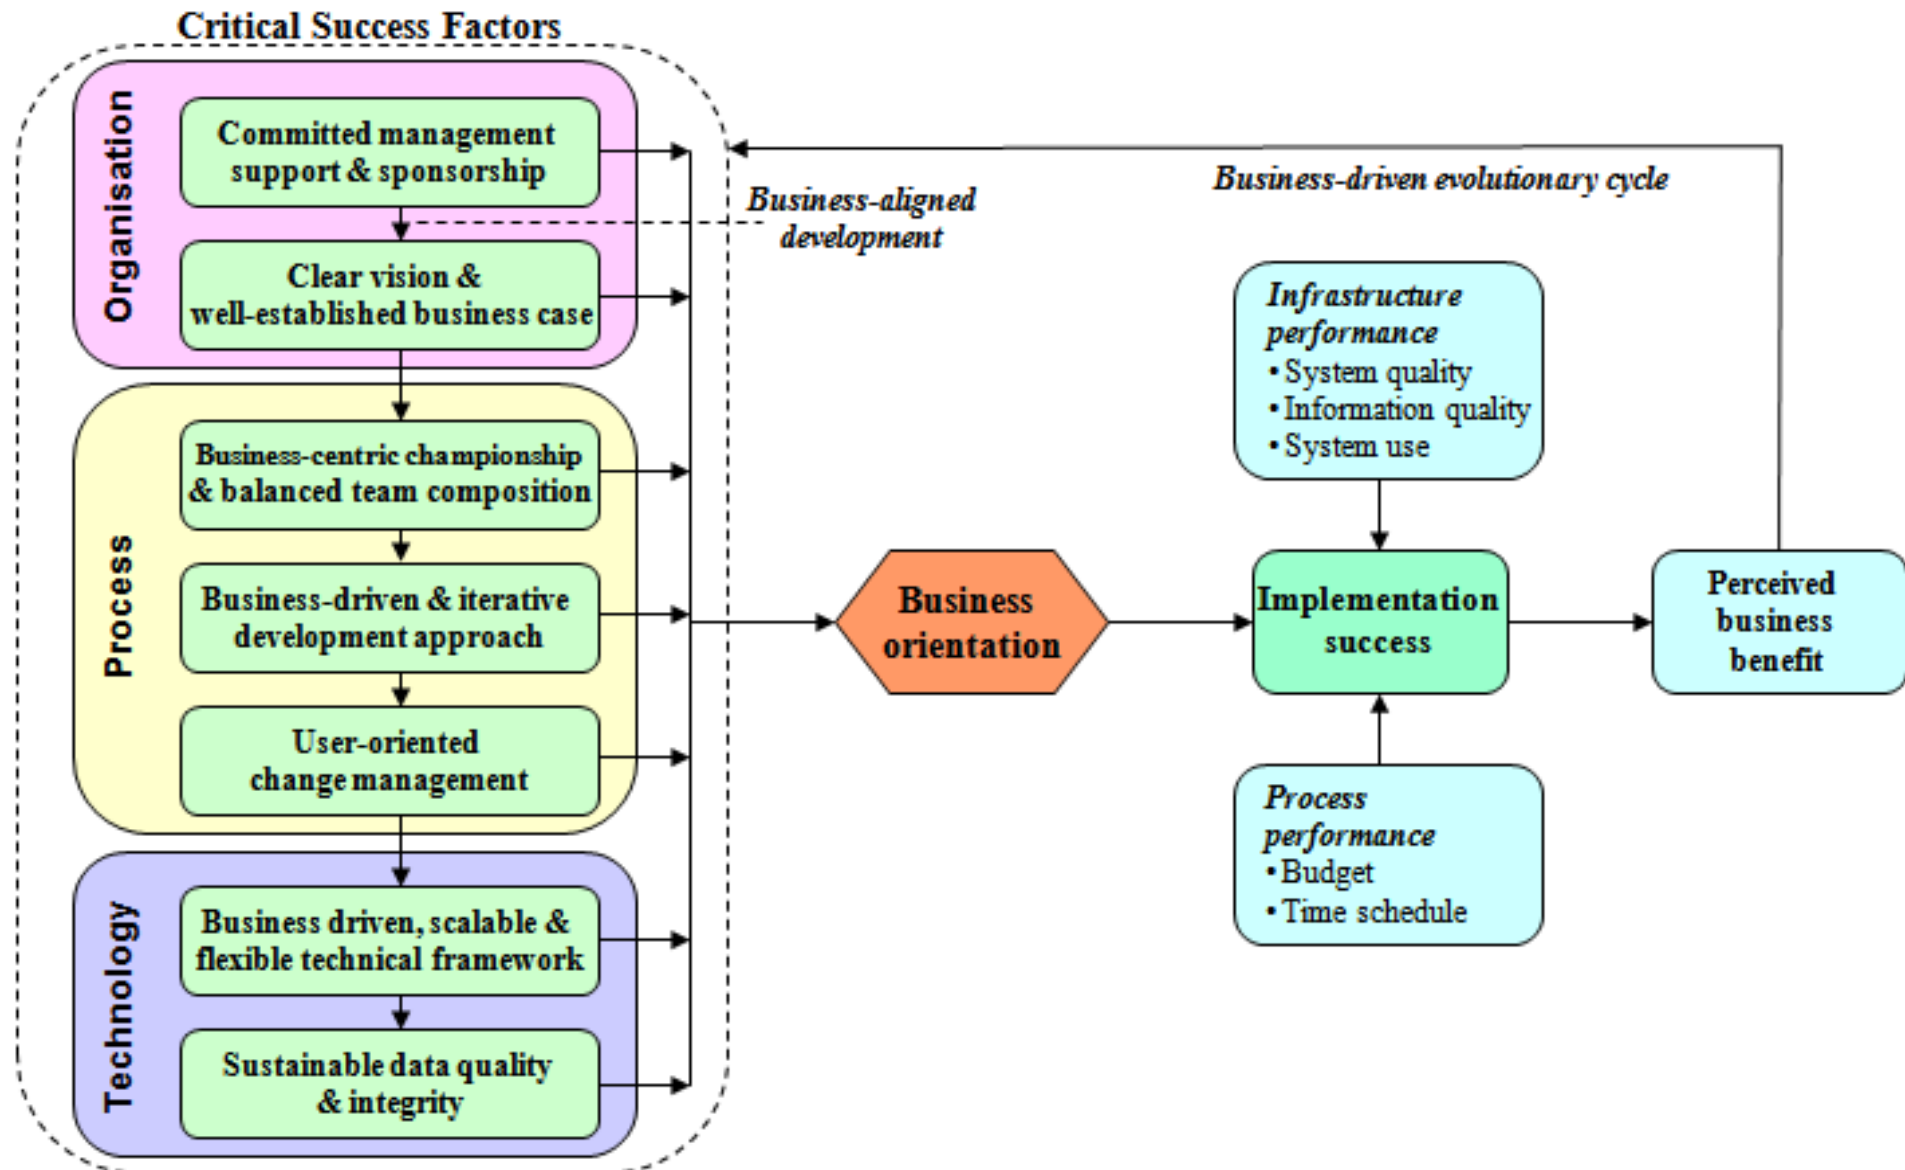 Critical Success Factors
Organisation
Committed management
support & sponsorship
Clear vision &
well-established business case
Process
Business-centric championship
& balanced team composition
Business-driven & iterative
development approach
User-oriented
change management
Technology
Business driven, scalable &
flexible technical framework
Sustainable data quality
& integrity
Business-aligned
development
Business-driven evolutionary cycle
Business
orientation
Infrastructure
performance
• System quality
• Information quality
• System use
Implementation
success
Process
performance
• Budget
• Time schedule
Perceived
business
benefit